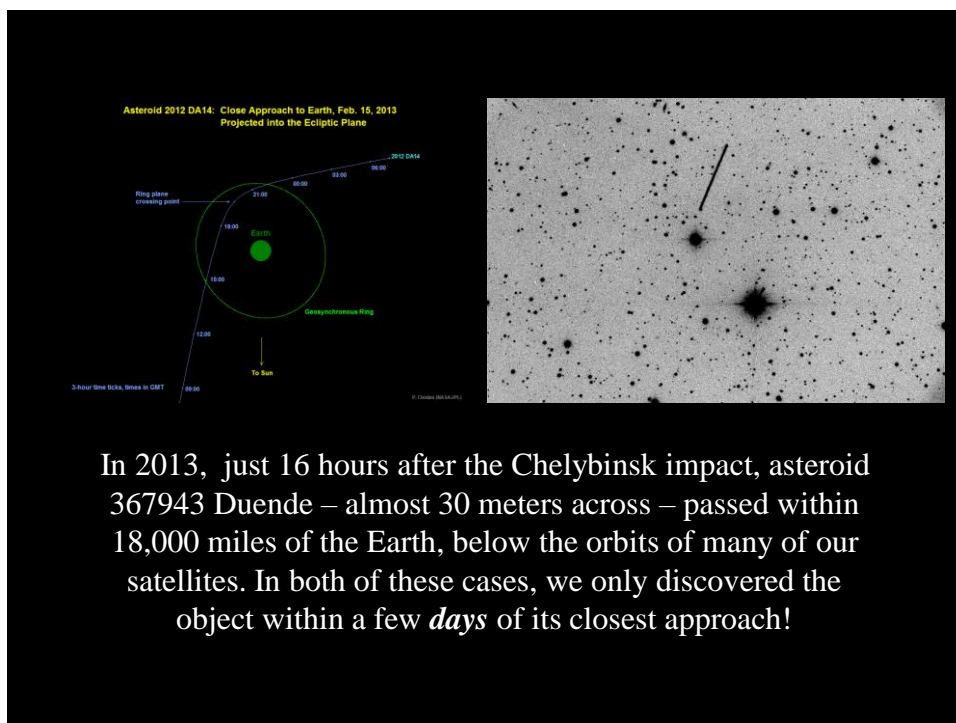 Asteroid 2012 DA14: Close Approach to Earth, Feb. 15, 2013
Projected into the Ecliptic Plane
2012 DA14
06:00
03:00
00:00
21:00
Ring plane
crossing point
18:00
Earth
15:00
Geosynchronous Ring
12:00
To Sun
3-hour time ticks, times in GMT
09:00
P. Chodas (NASA/JPL)
In 2013,  just 16 hours after the Chelybinsk impact, asteroid
367943 Duende – almost 30 meters across – passed within
18,000 miles of the Earth, below the orbits of many of our
satellites. In both of these cases, we only discovered the
object within a few days of its closest approach!